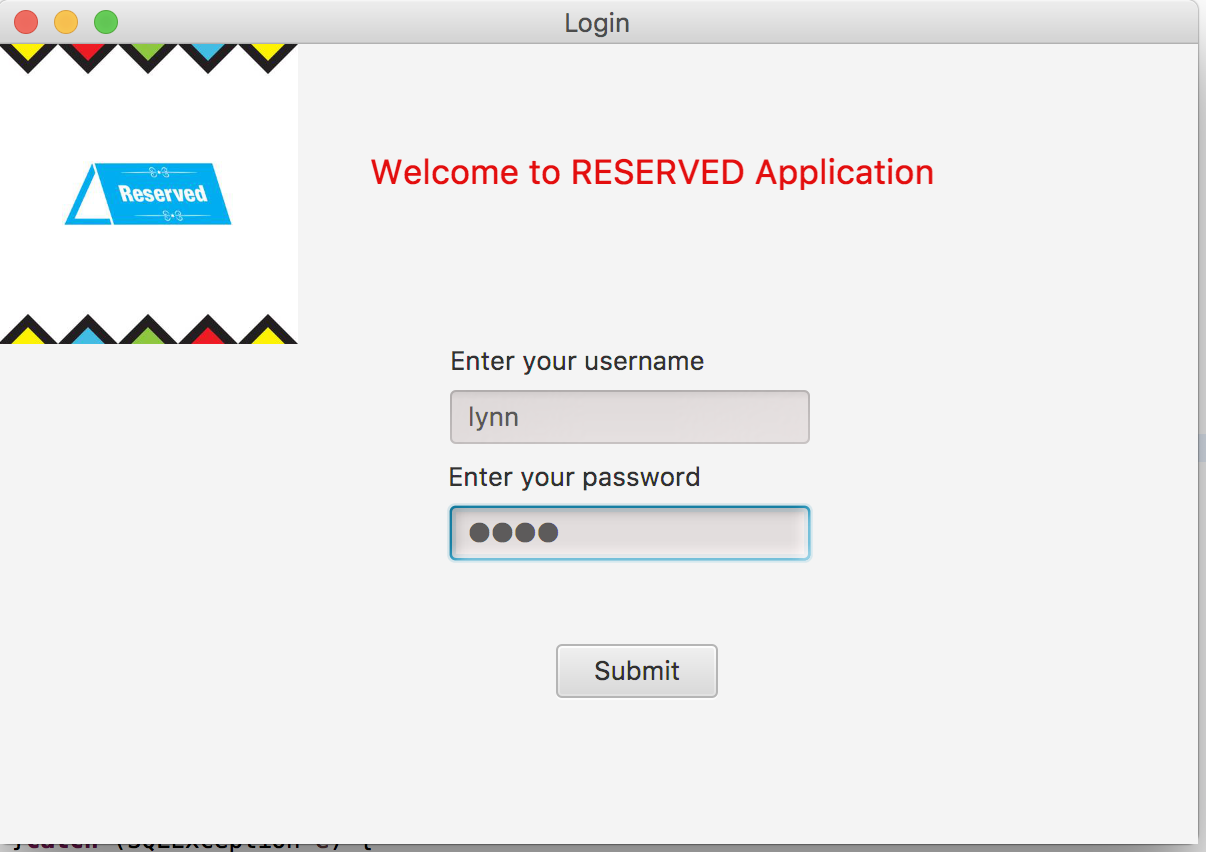 Login
Reserved
Welcome to RESERVED Application
Enter your username
lynn
Enter your password
Submit
}catch (SQLException e) {